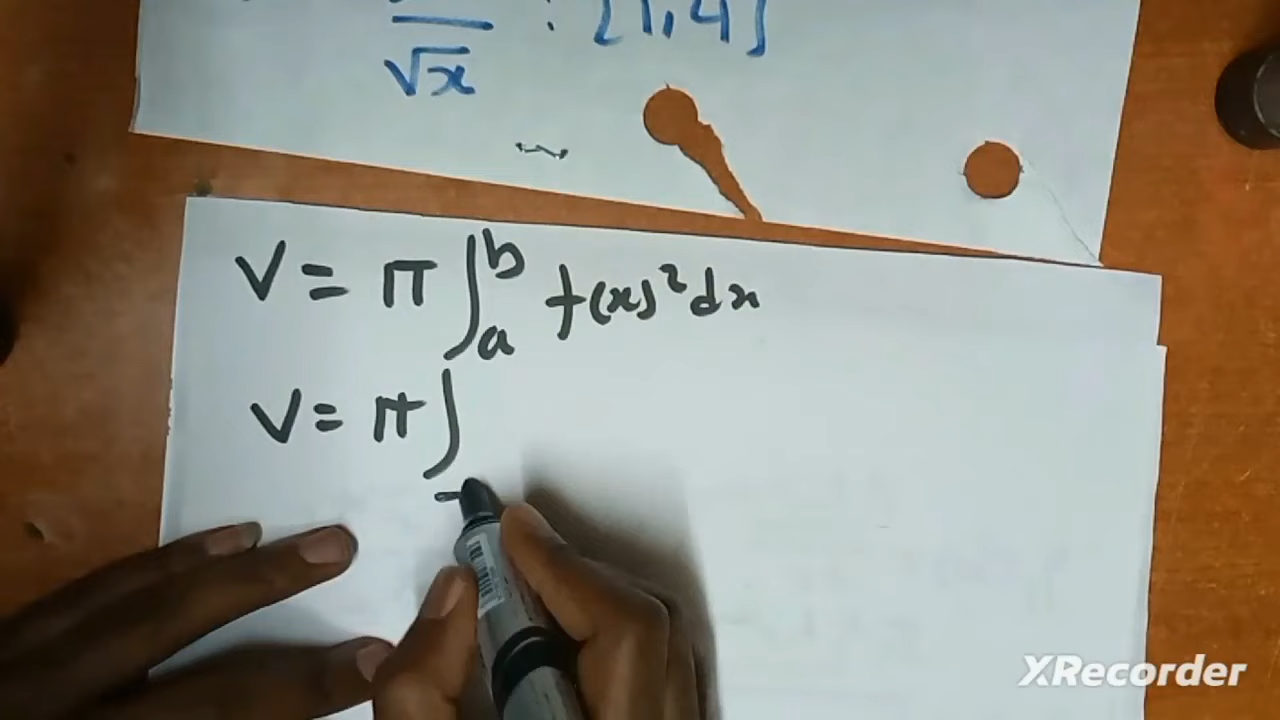 √x : [1,4]
V = π ∫_a^b f(x)² dx
V = π ∫
XRecorder